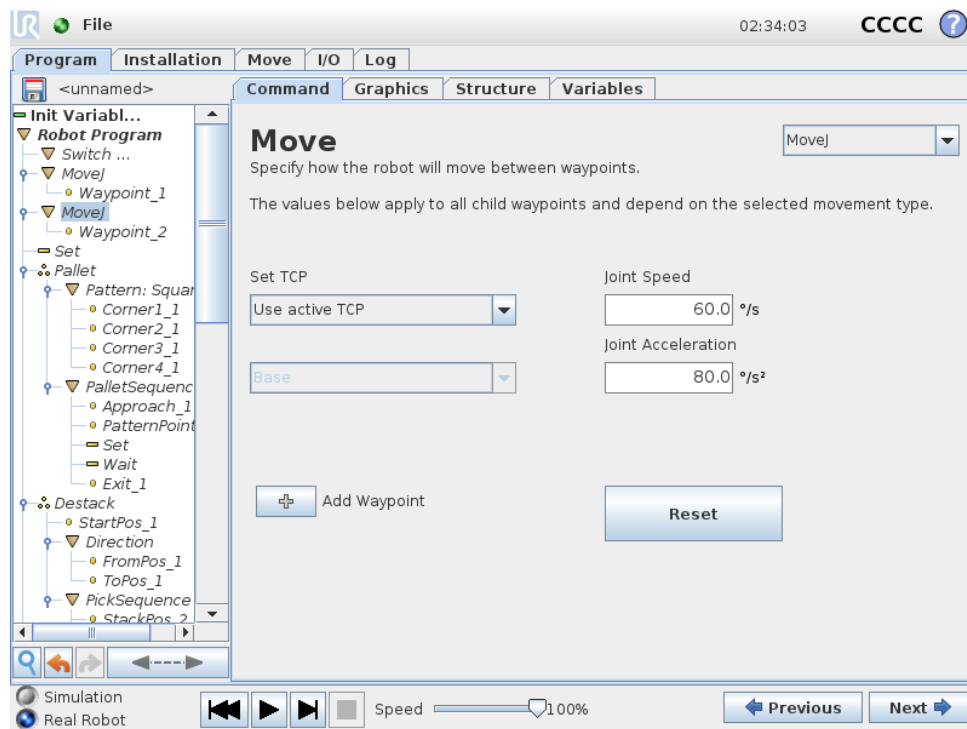 UR File 02:34:03 CCCC ?
Program Installation Move I/O Log
<unnamed> Command Graphics Structure Variables
Init Variabl...
Robot Program
Switch ...
MoveJ
Waypoint_1
MoveJ
Waypoint_2
Set
Pallet
Pattern: Squar
Corner1_1
Corner2_1
Corner3_1
Corner4_1
PalletSequenc
Approach_1
PatternPoint
Set
Wait
Exit_1
Destack
StartPos_1
Direction
FromPos_1
ToPos_1
PickSequence
StackPos_2
Move
MoveJ
Specify how the robot will move between waypoints.
The values below apply to all child waypoints and depend on the selected movement type.
Set TCP
Use active TCP
Base
Joint Speed
60.0 °/s
Joint Acceleration
80.0 °/s²
Add Waypoint
Reset
Simulation
Real Robot
Speed 100%
Previous Next